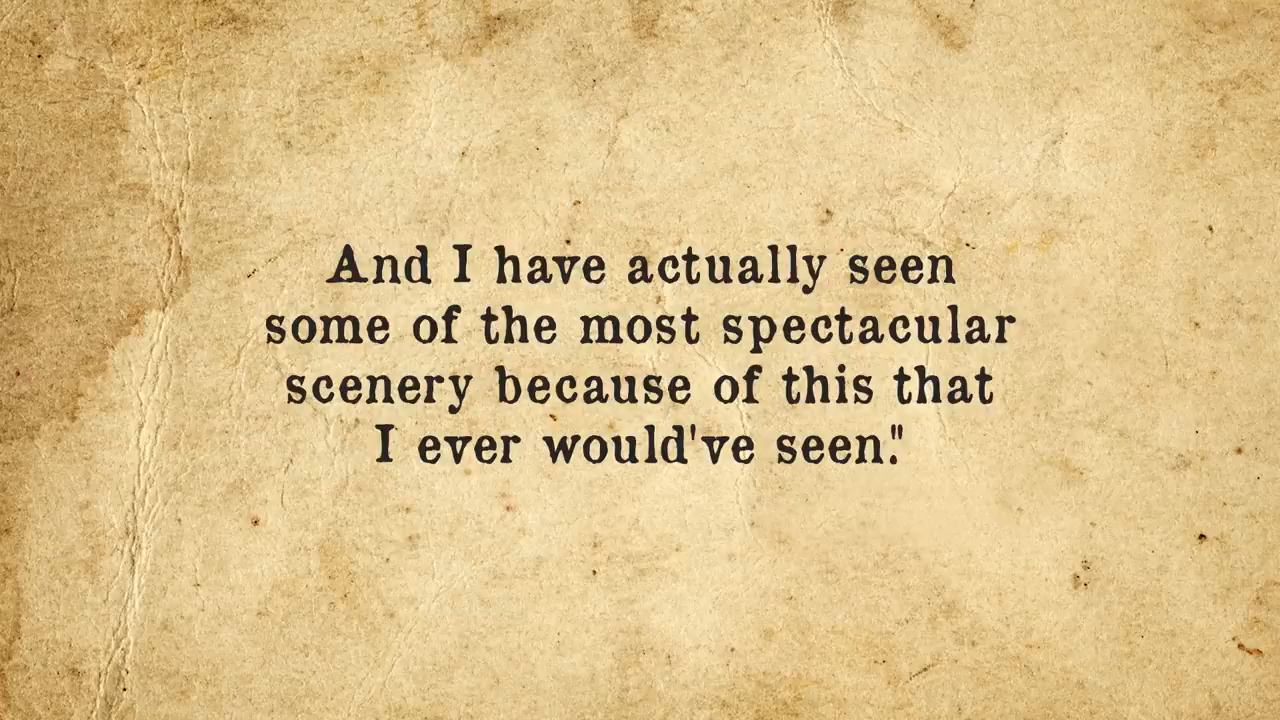 And I have actually seen
some of the most spectacular
scenery because of this that
I ever would've seen."